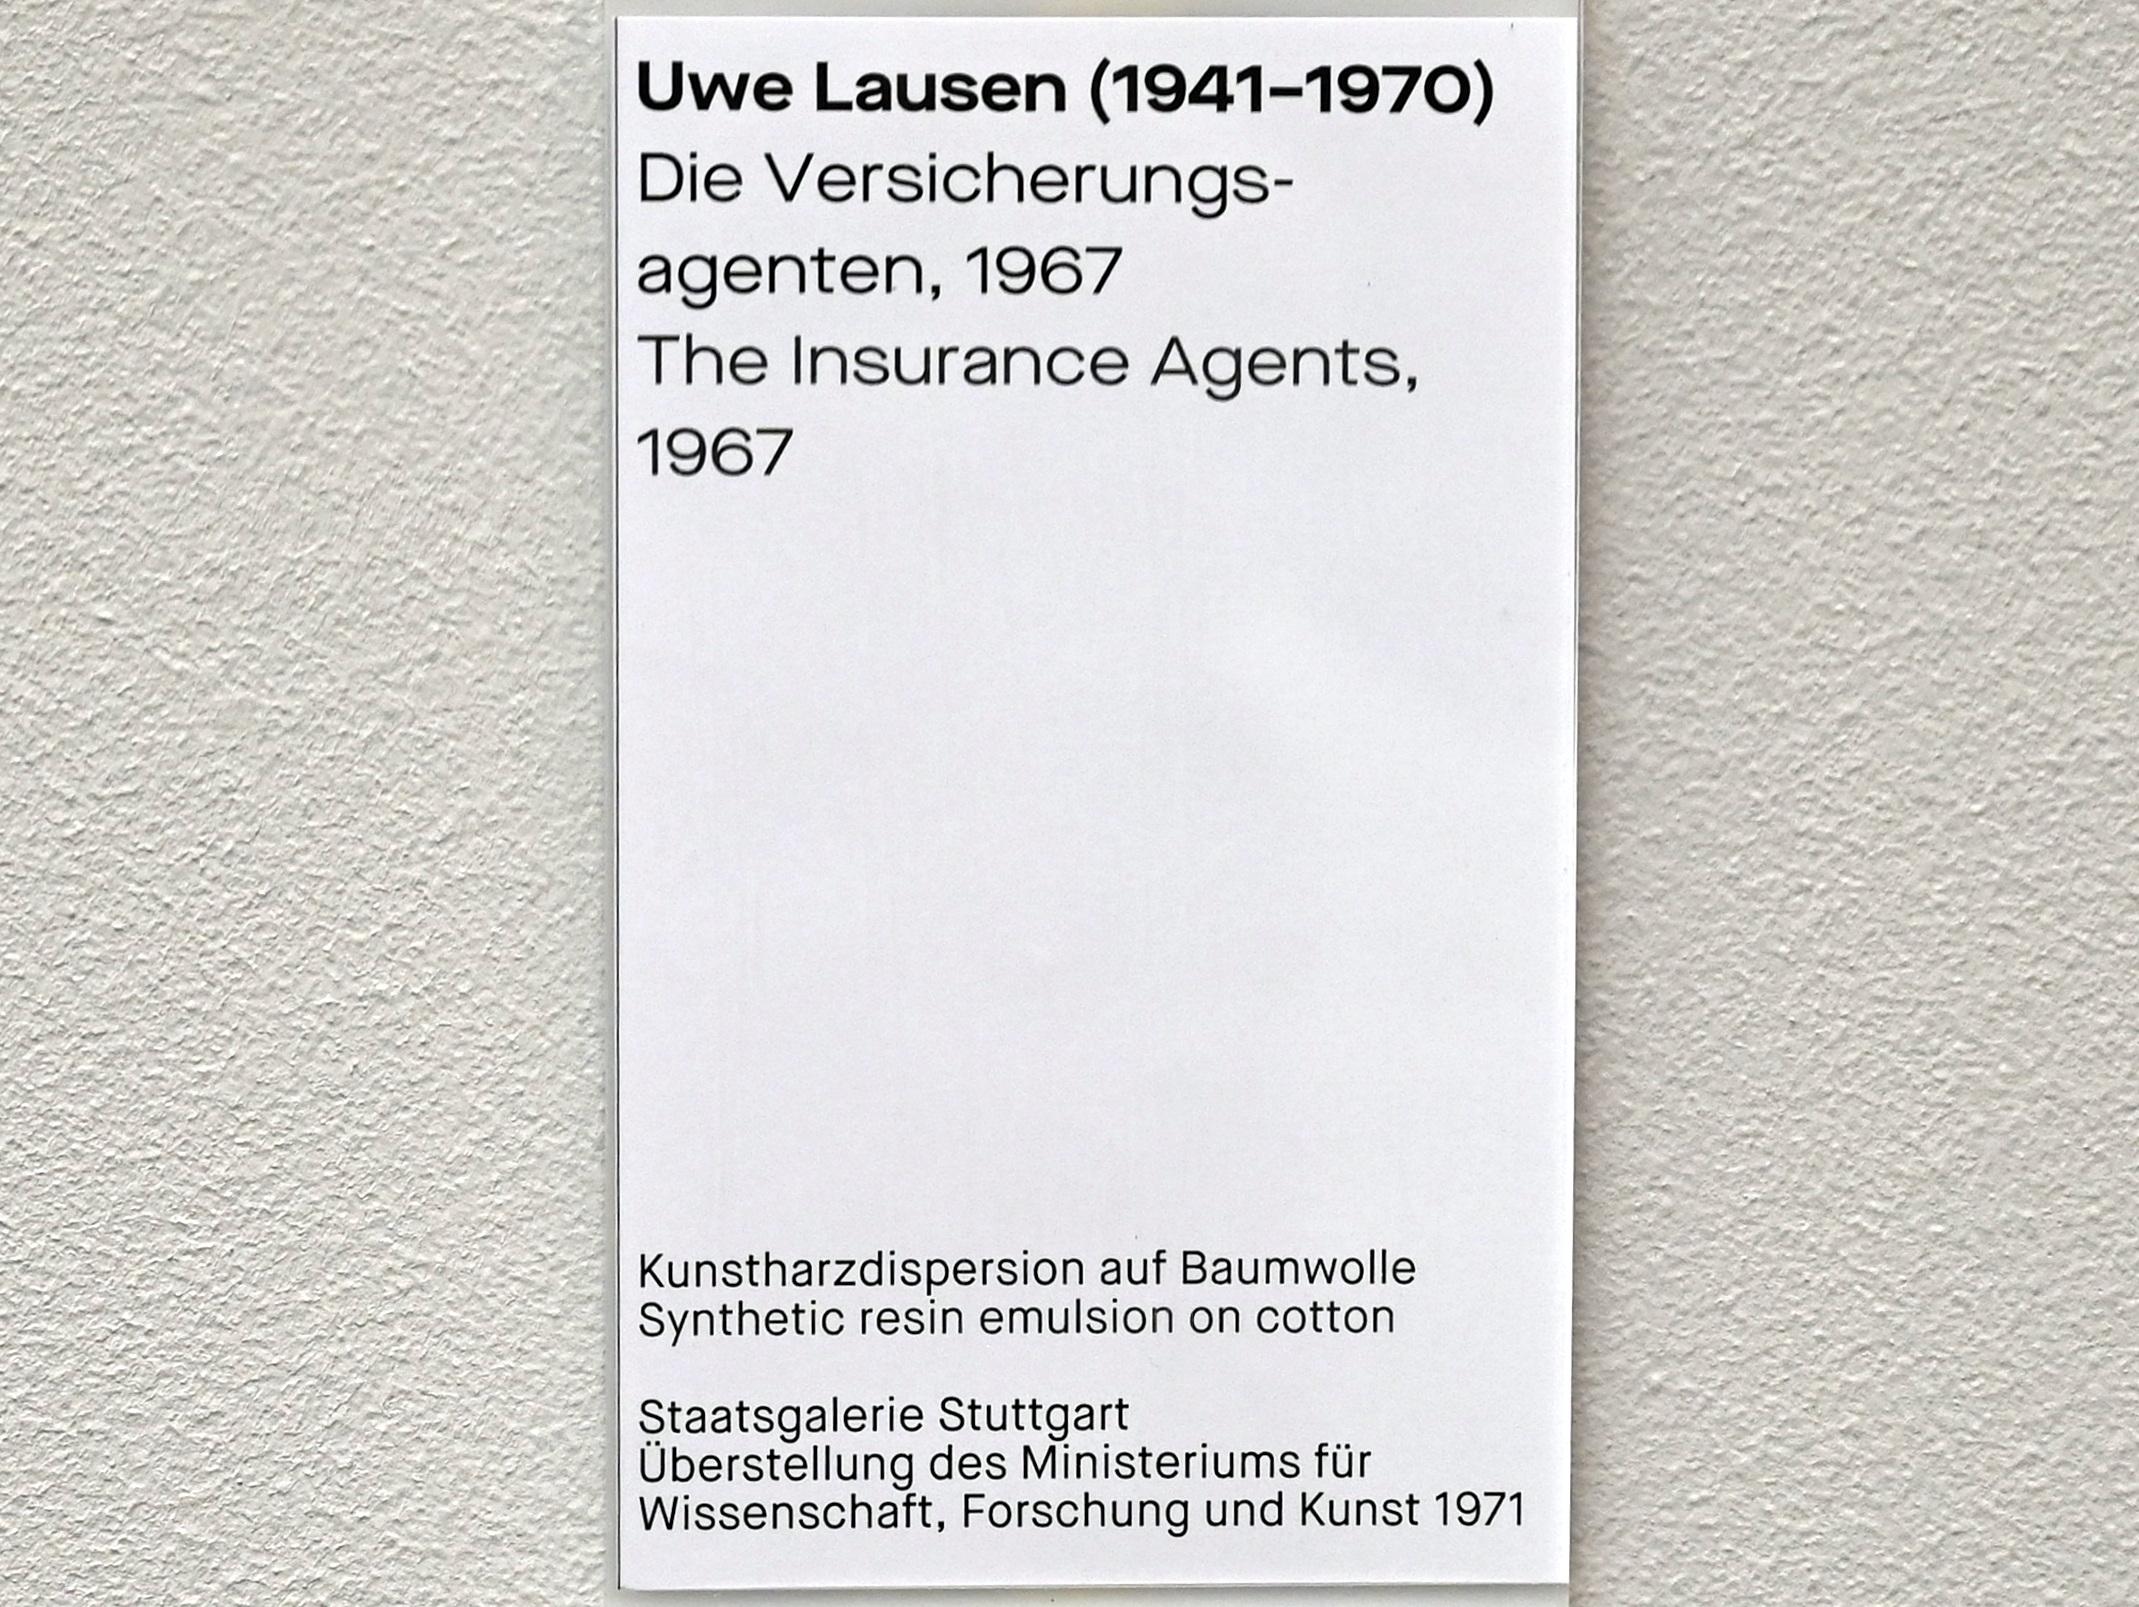 Uwe Lausen (1941–1970)
Die Versicherungs-
agenten, 1967
The Insurance Agents,
1967
Kunstharzdispersion auf Baumwolle
Synthetic resin emulsion on cotton
Staatsgalerie Stuttgart
Überstellung des Ministeriums für
Wissenschaft, Forschung und Kunst 1971